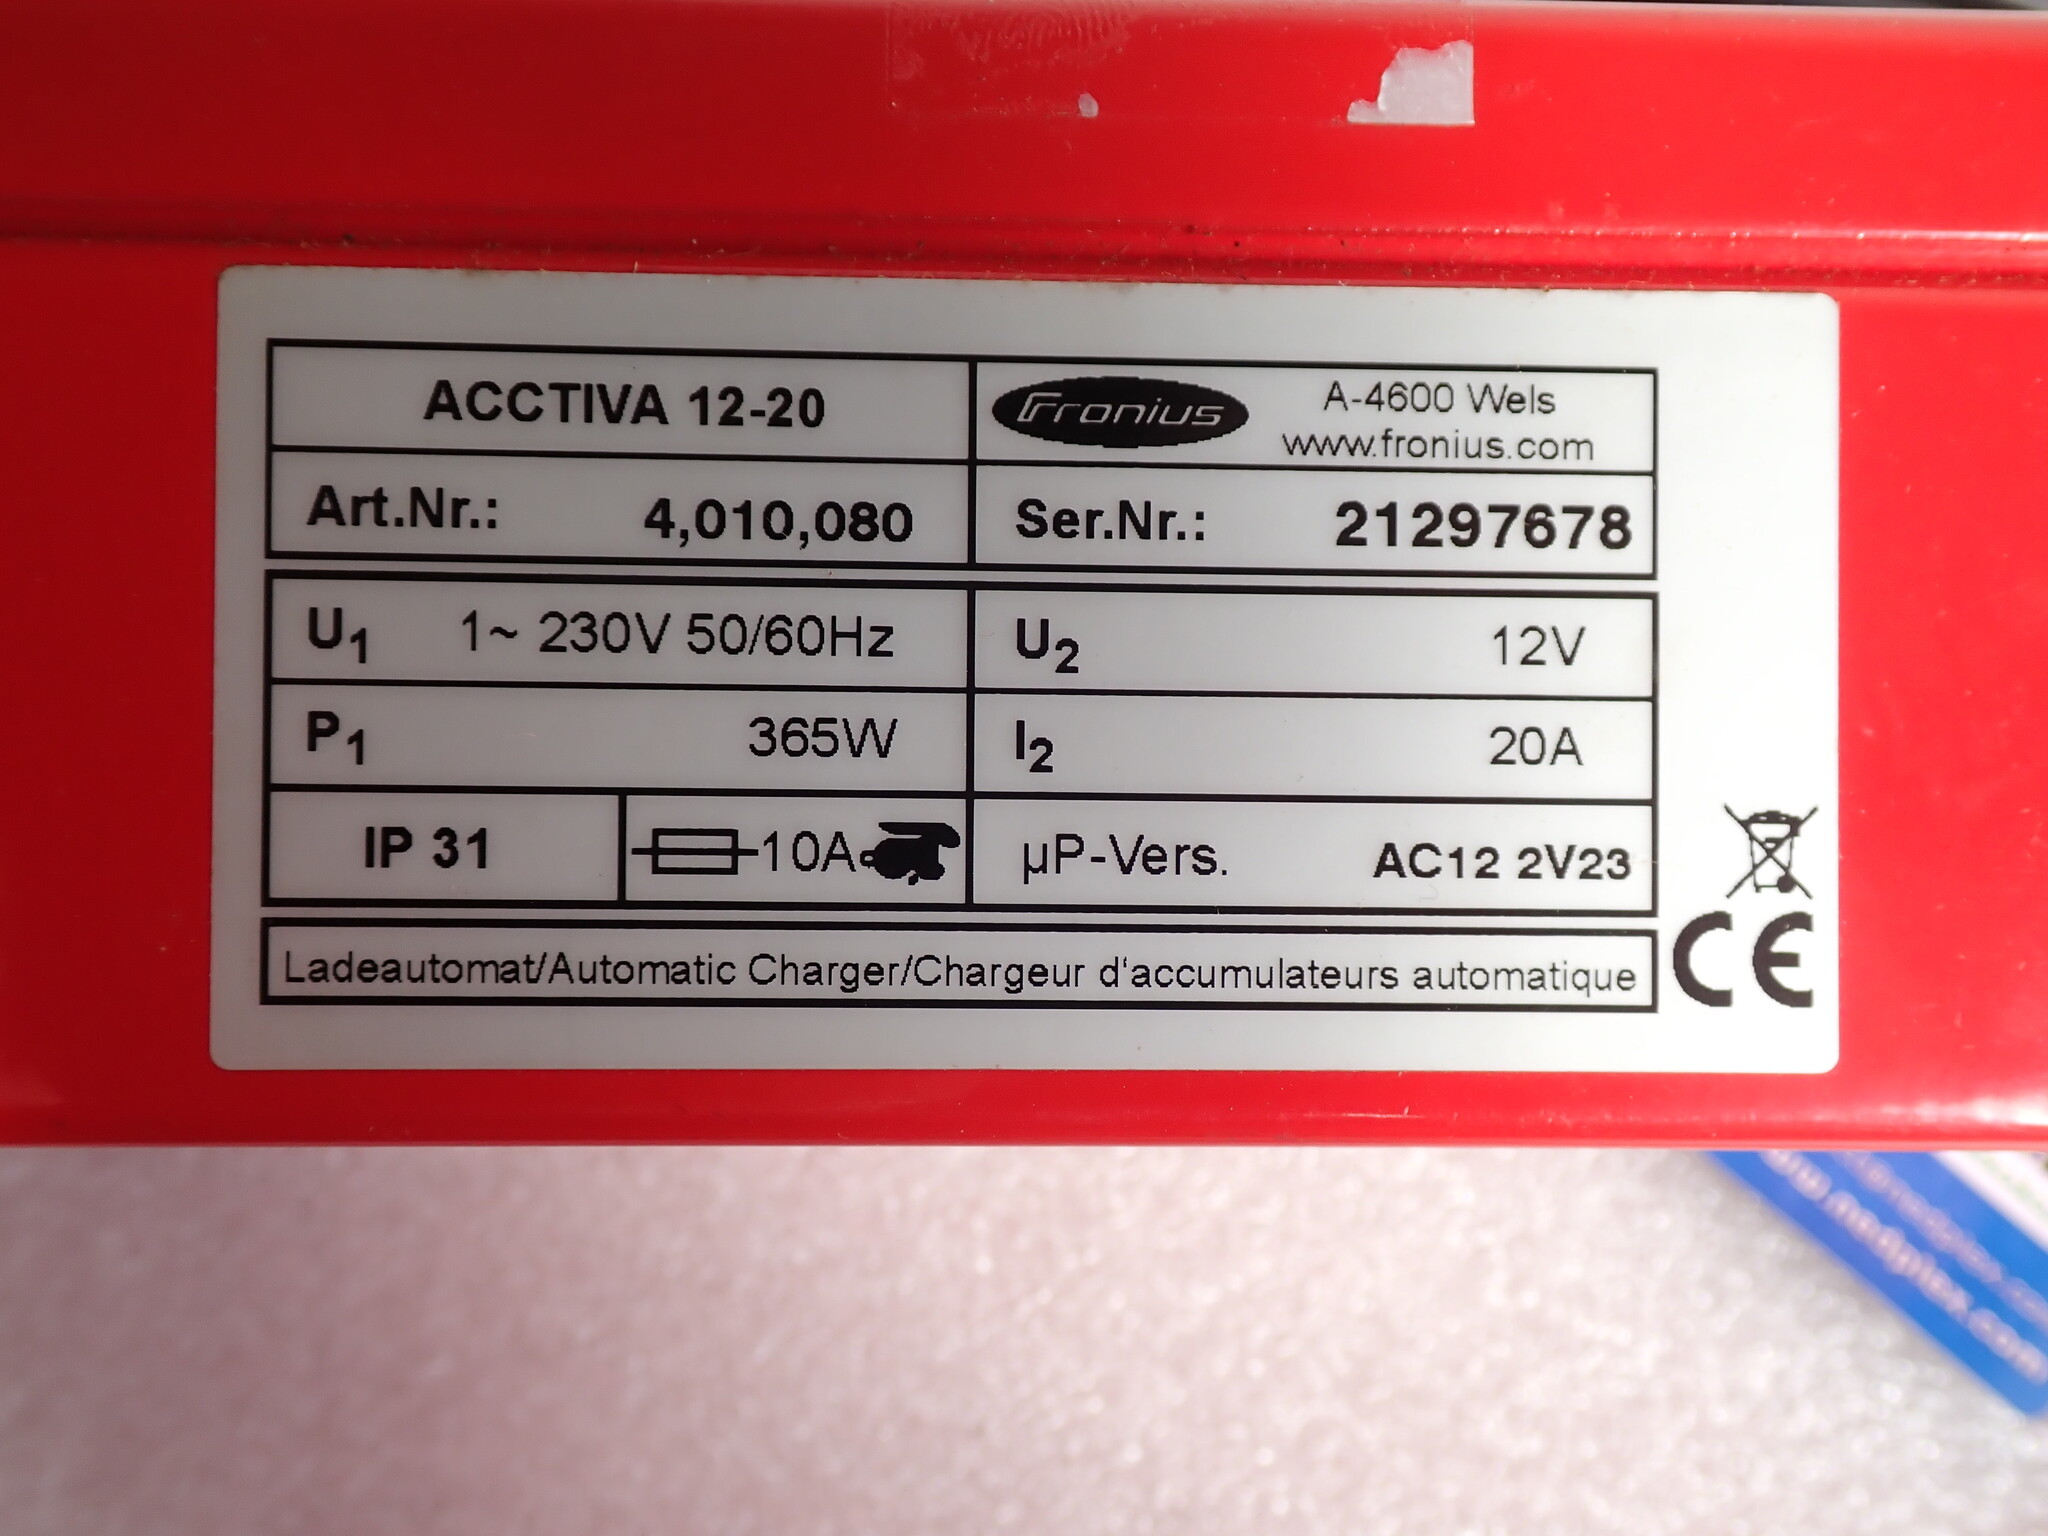 ACCTIVA 12-20
Fronius
A-4600 Wels
www.fronius.com
Art.Nr.: 4,010,080
Ser.Nr.: 21297678
U1 1~ 230V 50/60Hz
U2 12V
P1 365W
I2 20A
IP 31
10A
µP-Vers. AC12 2V23
Ladeautomat/Automatic Charger/Chargeur d'accumulateurs automatique
CE